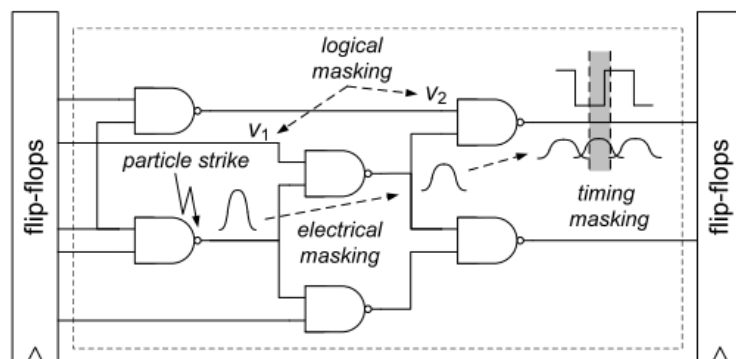 logical
masking
v2
v1
particle strike
electrical
masking
timing
masking
flip-flops
flip-flops